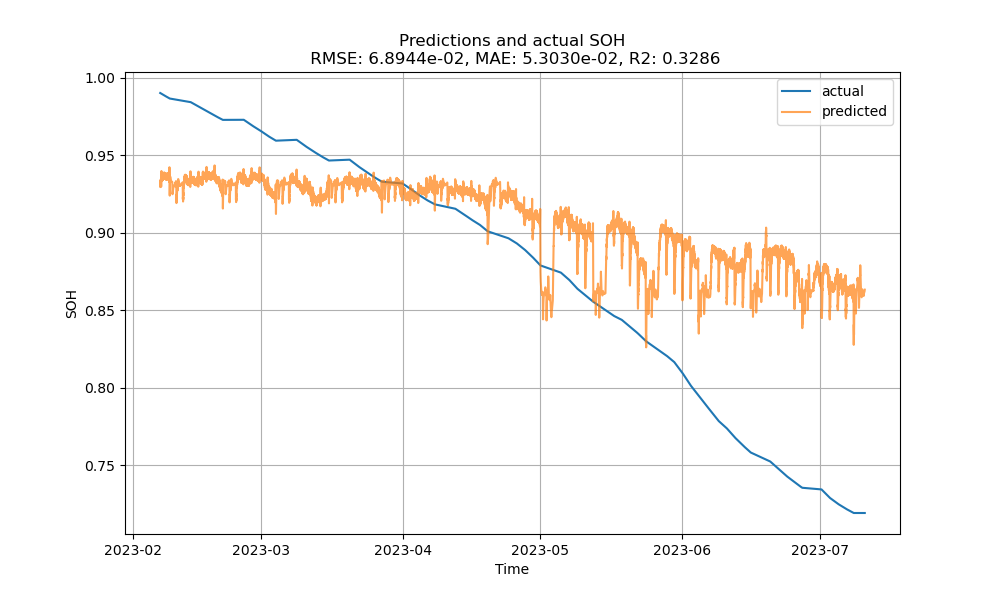 Predictions and actual SOH
RMSE: 6.8944e-02, MAE: 5.3030e-02, R2: 0.3286
actual
predicted
1.00
0.95
0.90
0.85
0.80
0.75
SOH
2023-02 2023-03 2023-04 2023-05 2023-06 2023-07
Time